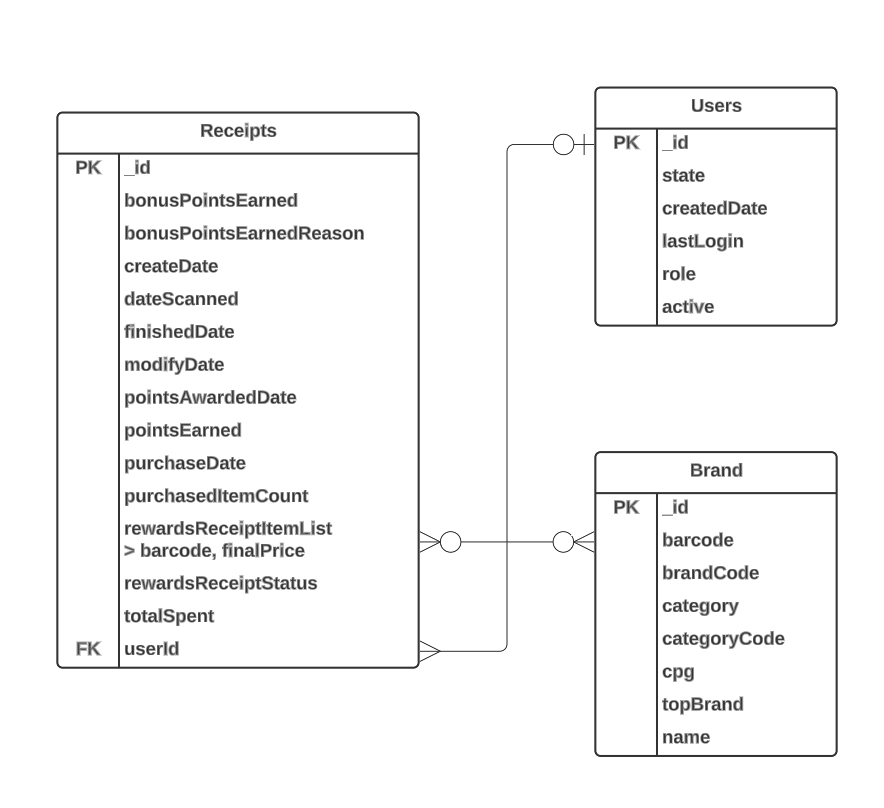 Receipts
PK _id
bonusPointsEarned
bonusPointsEarnedReason
createDate
dateScanned
finishedDate
modifyDate
pointsAwardedDate
pointsEarned
purchaseDate
purchasedItemCount
rewardsReceiptItemList
> barcode, finalPrice
rewardsReceiptStatus
totalSpent
FK userId
Users
PK _id
state
createdDate
lastLogin
role
active
Brand
PK _id
barcode
brandCode
category
categoryCode
cpg
topBrand
name